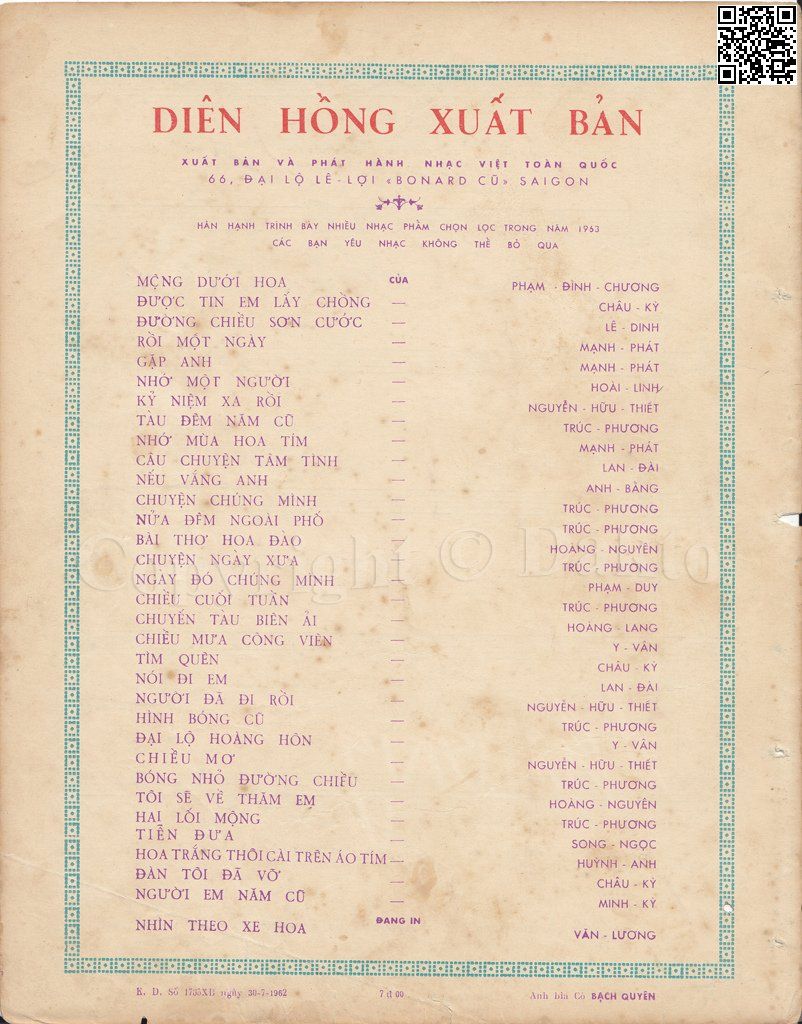 DIÊN HỒNG XUẤT BẢN
XUẤT BẢN VÀ PHÁT HÀNH NHẠC VIỆT TOÀN QUỐC
66, ĐẠI LỘ LÊ-LỢI «BONARD CŨ» SAIGON
HÂN HẠNH TRÌNH BẦY NHIỀU NHẠC PHẨM CHỌN LỌC TRONG NĂM 1963
CÁC BẠN YÊU NHẠC KHÔNG THỂ BỎ QUA
MỘNG DƯỚI HOA CỦA PHẠM - ĐÌNH - CHƯƠNG
ĐƯỢC TIN EM LẤY CHỒNG — CHÂU - KỲ
ĐƯỜNG CHIỀU SƠN CƯỚC — LÊ - DINH
RỒI MỘT NGÀY — MẠNH - PHÁT
GẶP ANH — MẠNH - PHÁT
NHỚ MỘT NGƯỜI — HOÀI - LINH
KỶ NIỆM XA RỒI — NGUYỄN - HỮU - THIẾT
TÀU ĐÊM NĂM CŨ — TRÚC - PHƯƠNG
NHỚ MÙA HOA TÍM — MẠNH - PHÁT
CÂU CHUYỆN TÂM TÌNH — LAN - ĐÀI
NẾU VẮNG ANH — ANH - BẰNG
CHUYỆN CHÚNG MÌNH — TRÚC - PHƯƠNG
NỬA ĐÊM NGOÀI PHỐ — TRÚC - PHƯƠNG
BÀI THƠ HOA ĐÀO — HOÀNG - NGUYÊN
CHUYỆN NGÀY XƯA — TRÚC - PHƯƠNG
NGÀY ĐÓ CHÚNG MÌNH — PHẠM - DUY
CHIỀU CUỐI TUẦN — TRÚC - PHƯƠNG
CHUYẾN TÀU BIÊN ẢI — HOÀNG - LANG
CHIỀU MƯA CÔNG VIÊN — Y - VÂN
TÌM QUÊN — CHÂU - KỲ
NÓI ĐI EM — LAN - ĐÀI
NGƯỜI ĐÃ ĐI RỒI — NGUYỄN - HỮU - THIẾT
HÌNH BÓNG CŨ — TRÚC - PHƯƠNG
ĐẠI LỘ HOÀNG HÔN — Y - VÂN
CHIỀU MƠ — NGUYỄN - HỮU - THIẾT
BÓNG NHỎ ĐƯỜNG CHIỀU — TRÚC - PHƯƠNG
TÔI SẼ VỀ THĂM EM — HOÀNG - NGUYÊN
HAI LỐI MỘNG — TRÚC - PHƯƠNG
TIỄN ĐƯA — SONG - NGỌC
HOA TRẮNG THÔI CÀI TRÊN ÁO TÍM — HUỲNH - ANH
ĐÀN TÔI ĐÃ VỠ — CHÂU - KỲ
NGƯỜI EM NĂM CŨ — MINH - KỲ
NHÌN THEO XE HOA ĐANG IN VĂN - LƯƠNG
K. D. Số 1735XB ngày 30-7-1962 7 đ 00 Ảnh bìa Cô BẠCH QUYÊN